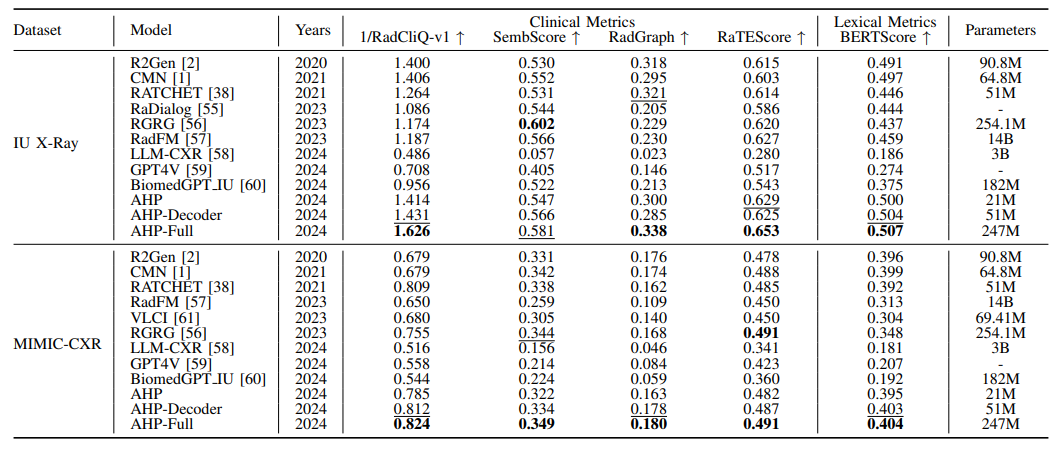 Dataset Model Years Clinical Metrics Lexical Metrics Parameters
1/RadCliQ-v1 ↑ SembScore ↑ RadGraph ↑ RaTEScore ↑ BERTScore ↑
IU X-Ray
R2Gen [2] 2020 1.400 0.530 0.318 0.615 0.491 90.8M
CMN [1] 2021 1.406 0.552 0.295 0.603 0.497 64.8M
RATCHET [38] 2021 1.264 0.531 0.321 0.614 0.446 51M
RaDialog [55] 2023 1.086 0.544 0.205 0.586 0.444 -
RGRG [56] 2023 1.174 0.602 0.229 0.620 0.437 254.1M
RadFM [57] 2023 1.187 0.566 0.230 0.627 0.459 14B
LLM-CXR [58] 2024 0.486 0.057 0.023 0.280 0.186 3B
GPT4V [59] 2024 0.708 0.405 0.146 0.517 0.274 -
BiomedGPT_IU [60] 2024 0.956 0.522 0.213 0.543 0.375 182M
AHP 2024 1.414 0.547 0.300 0.629 0.500 21M
AHP-Decoder 2024 1.431 0.566 0.285 0.625 0.504 51M
AHP-Full 2024 1.626 0.581 0.338 0.653 0.507 247M
MIMIC-CXR
R2Gen [2] 2020 0.679 0.331 0.176 0.478 0.396 90.8M
CMN [1] 2021 0.679 0.342 0.174 0.488 0.399 64.8M
RATCHET [38] 2021 0.809 0.338 0.162 0.485 0.392 51M
RadFM [57] 2023 0.650 0.259 0.109 0.450 0.313 14B
VLCI [61] 2023 0.680 0.305 0.140 0.450 0.304 69.41M
RGRG [56] 2023 0.755 0.344 0.168 0.491 0.348 254.1M
LLM-CXR [58] 2024 0.516 0.156 0.046 0.341 0.181 3B
GPT4V [59] 2024 0.558 0.214 0.084 0.423 0.207 -
BiomedGPT_IU [60] 2024 0.544 0.224 0.059 0.360 0.192 182M
AHP 2024 0.785 0.322 0.163 0.482 0.395 21M
AHP-Decoder 2024 0.812 0.334 0.178 0.487 0.403 51M
AHP-Full 2024 0.824 0.349 0.180 0.491 0.404 247M